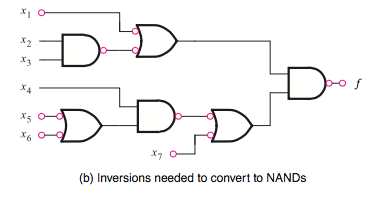 x1
x2
x3
x4
x5
x6
x7
f
(b) Inversions needed to convert to NANDs